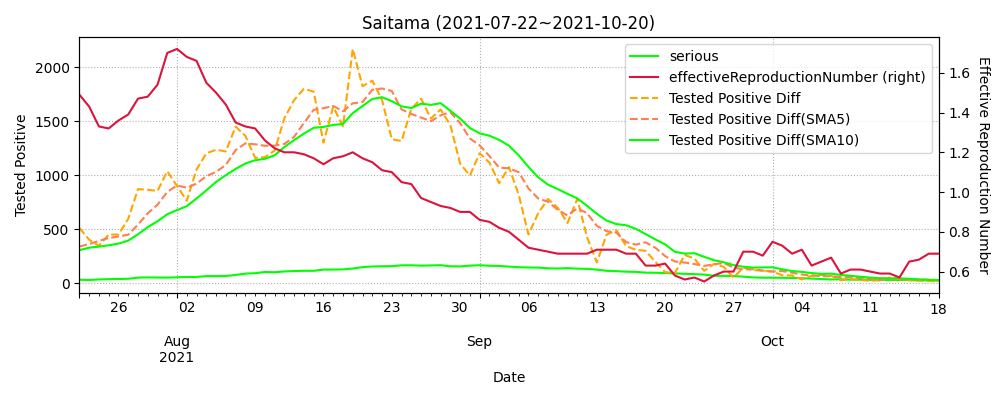 Saitama (2021-07-22~2021-10-20)
serious
effectiveReproductionNumber (right)
Tested Positive Diff
Tested Positive Diff(SMA5)
Tested Positive Diff(SMA10)
Tested Positive
2000
1500
1000
500
0
1.6
1.4
1.2
1.0
0.8
0.6
Effective Reproduction Number
26 02 09 16 23 30 06 13 20 27 04 11 18
Aug Sep Oct
2021
Date